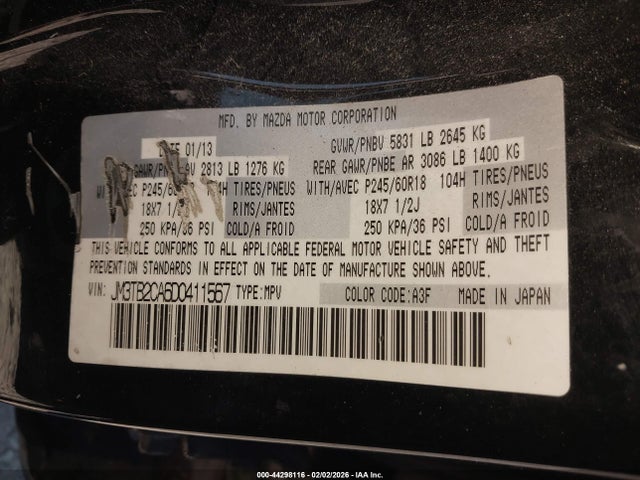 MFD. BY MAZDA MOTOR CORPORATION
01/13 GVWR/PNBV 5831 LB 2645 KG
2813 LB 1276 KG REAR GAWR/PNBE AR 3086 LB 1400 KG
TIRES/PNEUS WITH/AVEC P245/60R18 104H TIRES/PNEUS
18X7 RIMS/JANTES 18X7 1/2J RIMS/JANTES
250 KPA/36 PSI COLD/A FROID 250 KPA/36 PSI COLD/A FROID
THIS VEHICLE CONFORMS TO ALL APPLICABLE FEDERAL MOTOR VEHICLE SAFETY AND THEFT
PREVENTION STANDARDS IN EFFECT ON THE DATE OF MANUFACTURE SHOWN ABOVE.
VIN: JM3TB2CA6D0411567 TYPE:MPV COLOR CODE:A3F MADE IN JAPAN
000-44298116 - 02/02/2026 - IAA Inc.